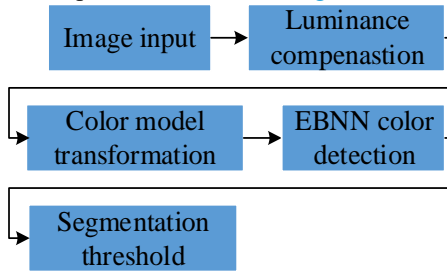 Image input
Luminance
compenastion
Color model
transformation
EBNN color
detection
Segmentation
threshold